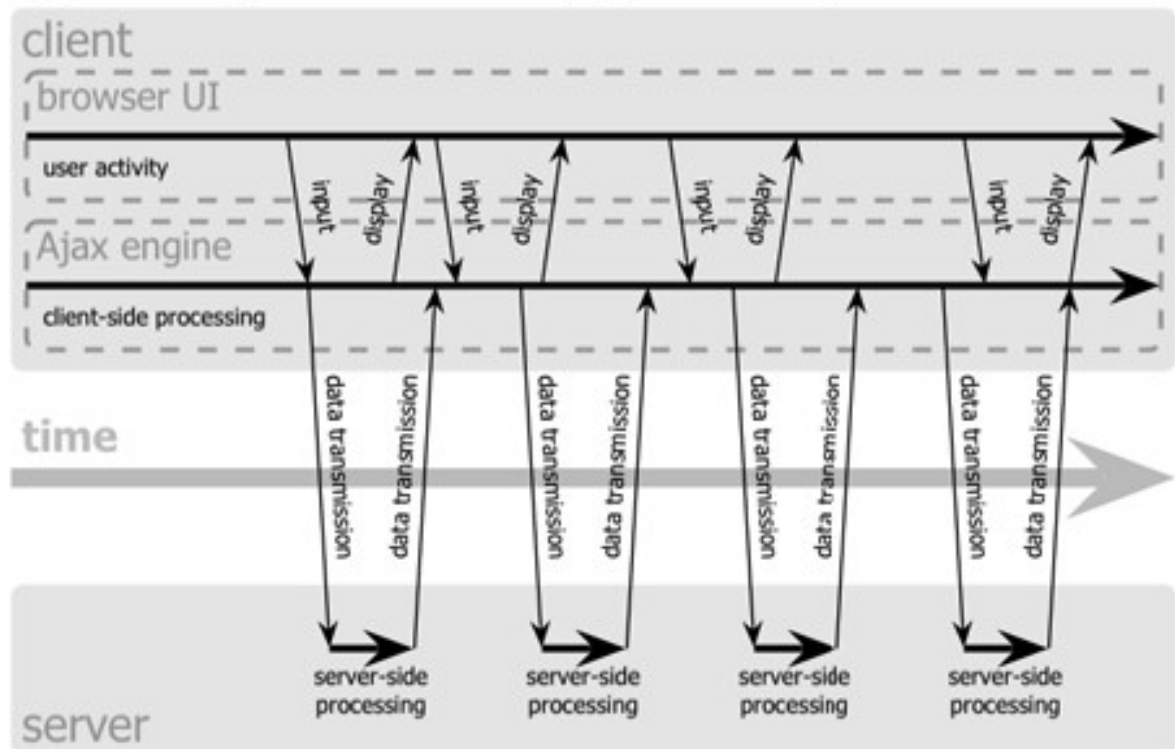 client
browser UI
user activity
input
display
input
display
input
display
input
display
Ajax engine
client-side processing
data transmission
data transmission
data transmission
data transmission
data transmission
data transmission
data transmission
data transmission
time
server-side
processing
server-side
processing
server-side
processing
server-side
processing
server